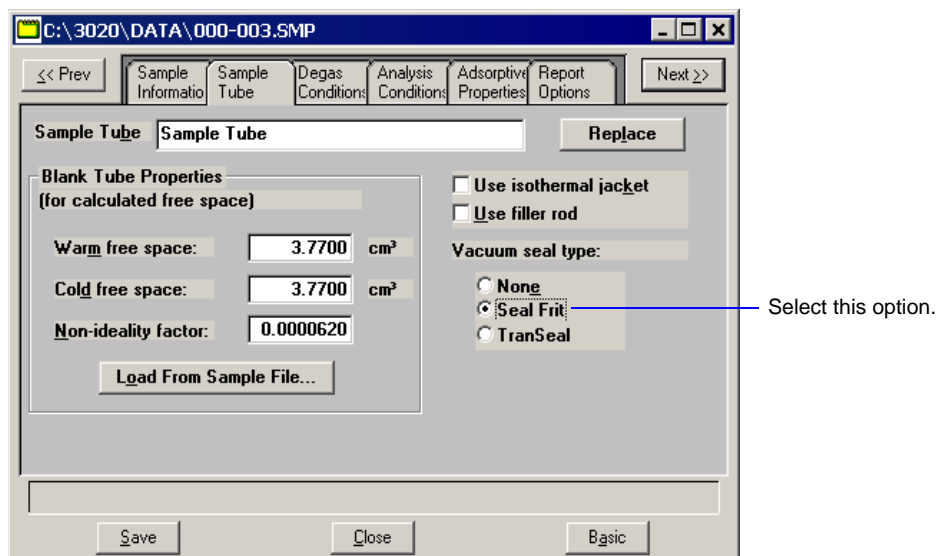 C:\3020\DATA\000-003.SMP
<< Prev
Sample Informatio
Sample Tube
Degas Conditions
Analysis Conditions
Adsorptive Properties
Report Options
Next >>
Sample Tube
Sample Tube
Replace
Blank Tube Properties
(for calculated free space)
Warm free space: 3.7700 cm³
Cold free space: 3.7700 cm³
Non-ideality factor: 0.0000620
Load From Sample File...
Use isothermal jacket
Use filler rod
Vacuum seal type:
None
Seal Frit
TranSeal
Select this option.
Save
Close
Basic